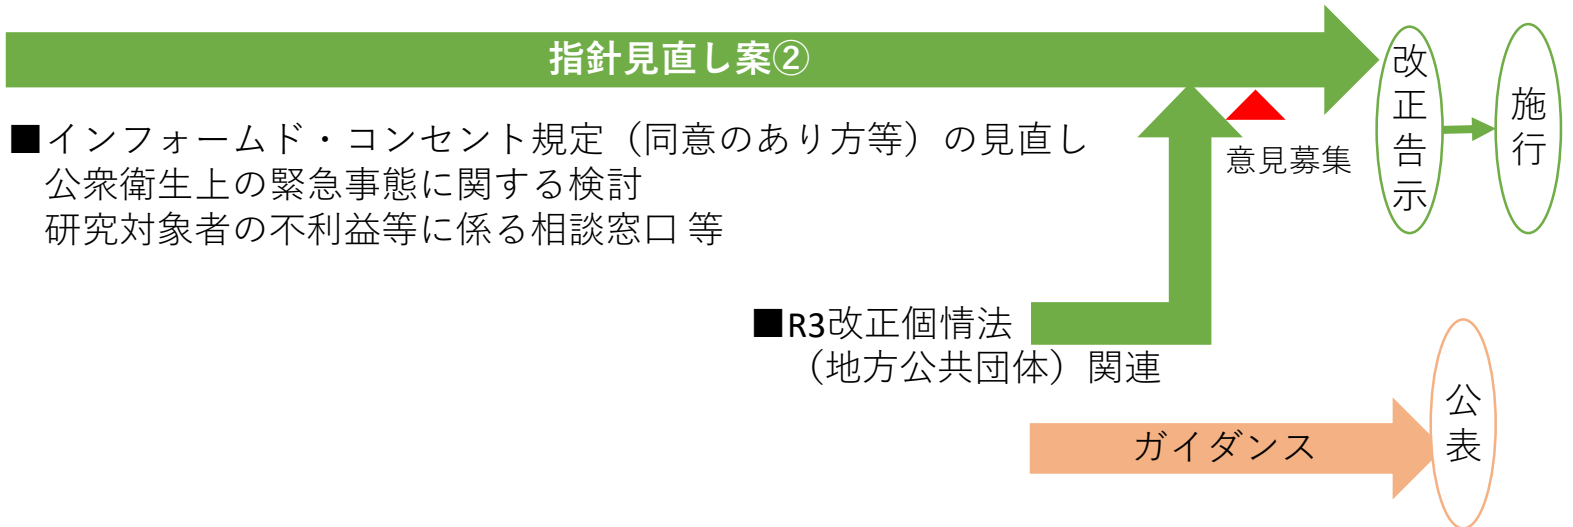 指針見直し案②
■インフォームド・コンセント規定（同意のあり方等）の見直し
公衆衛生上の緊急事態に関する検討
研究対象者の不利益等に係る相談窓口 等
意見募集
改正告示
施行
■R3改正個情法
（地方公共団体）関連
ガイダンス
公表